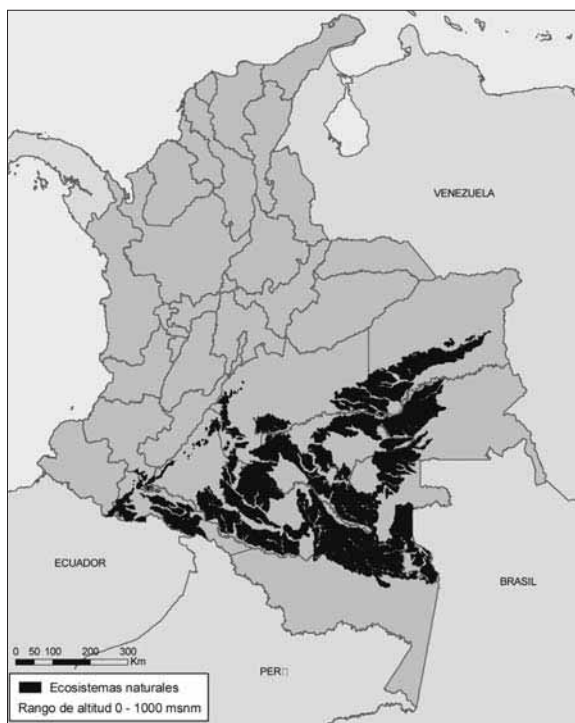 VENEZUELA
ECUADOR
BRASIL
0 50 100 200 300
Km
PER□
Ecosistemas naturales
Rango de altitud 0 - 1000 msnm